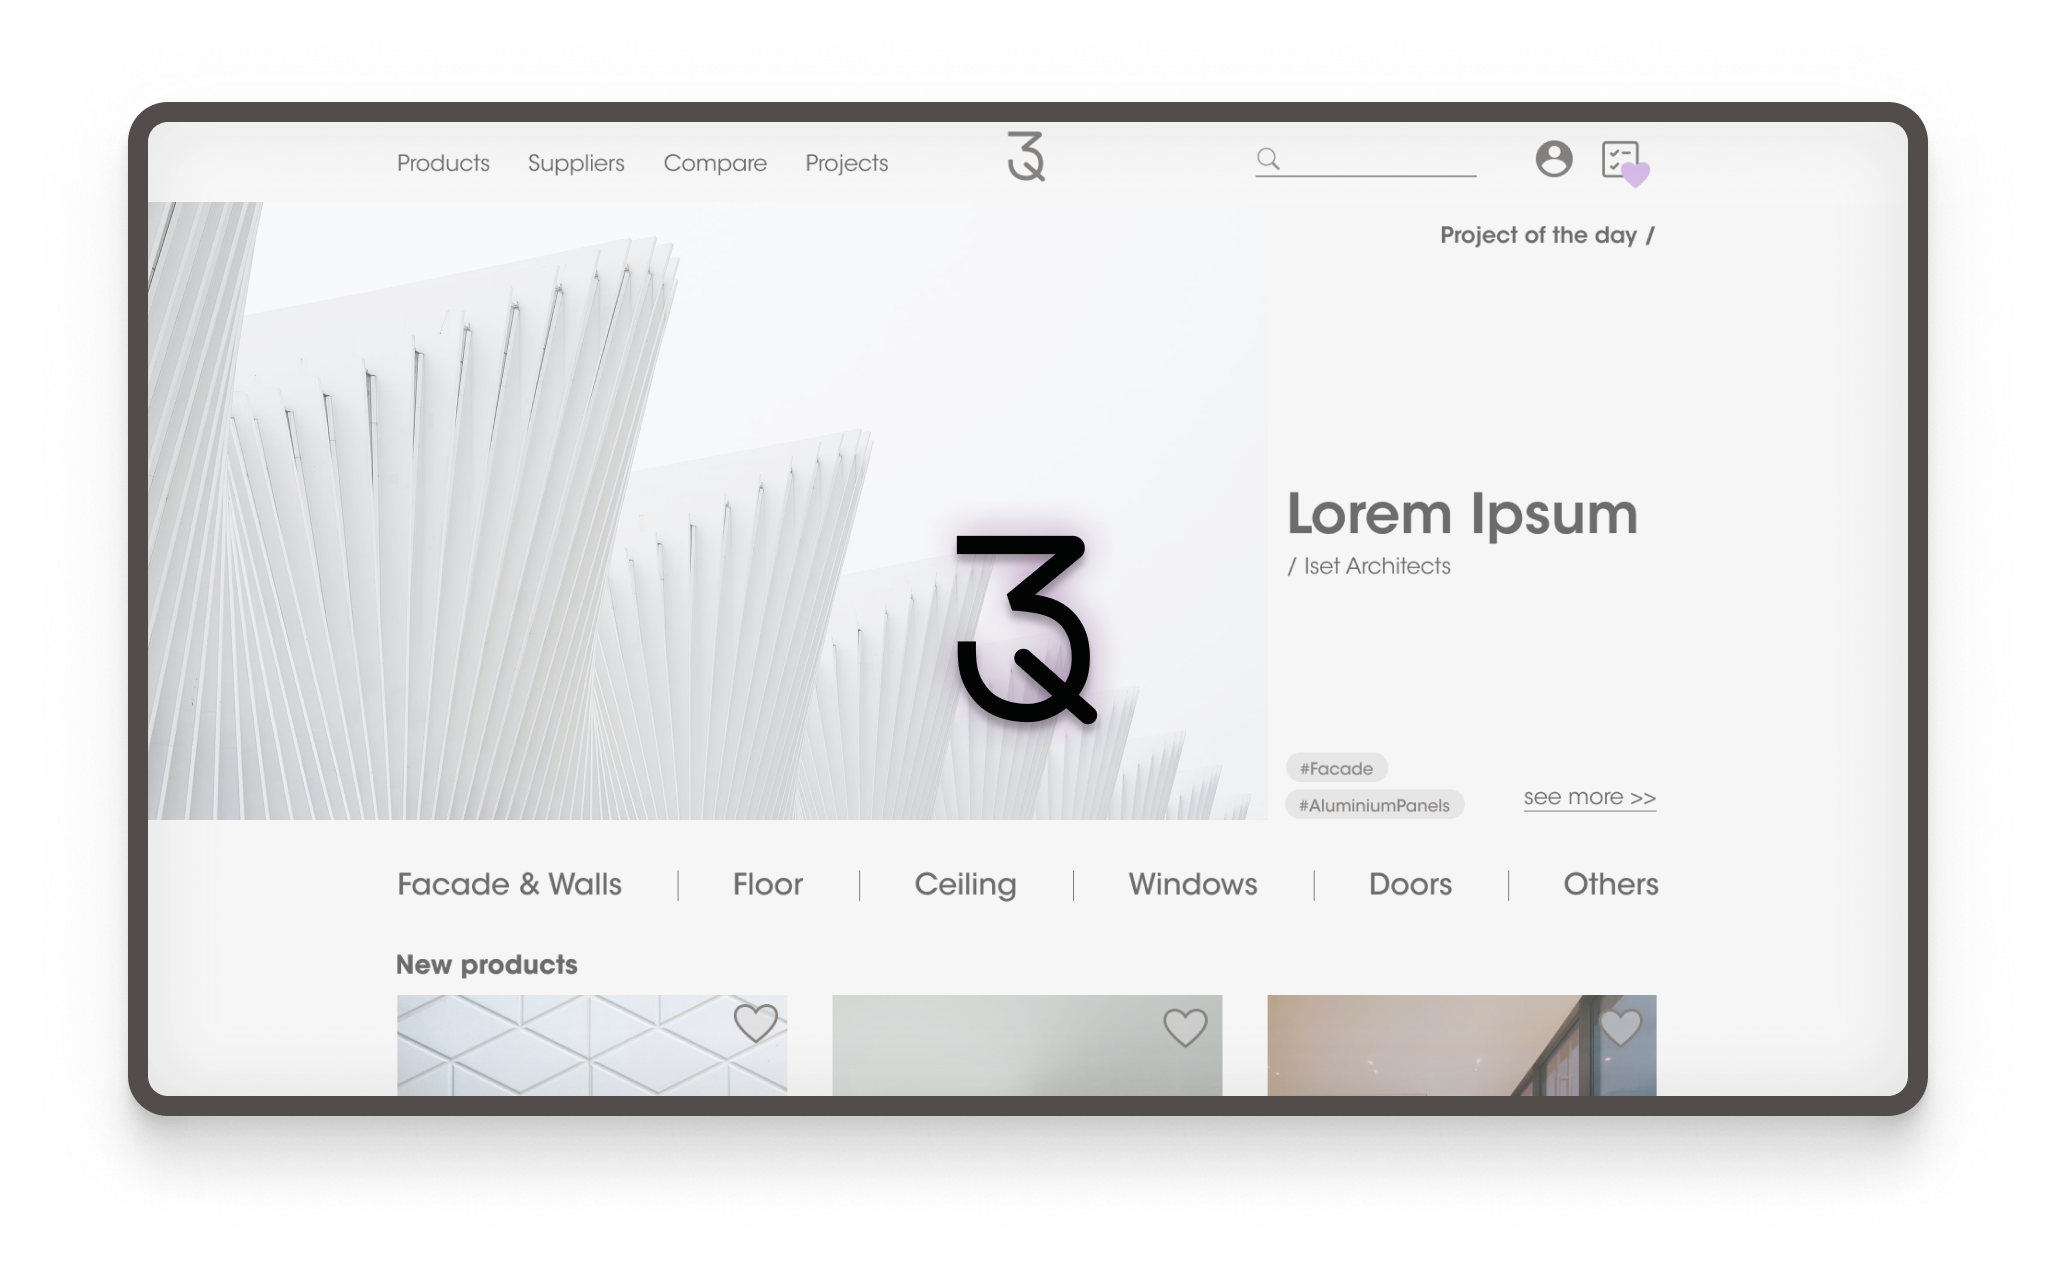 Products Suppliers Compare Projects
Project of the day /
Lorem Ipsum
/ Iset Architects
#Facade
#AluminiumPanels
see more >>
Facade & Walls | Floor | Ceiling | Windows | Doors | Others
New products